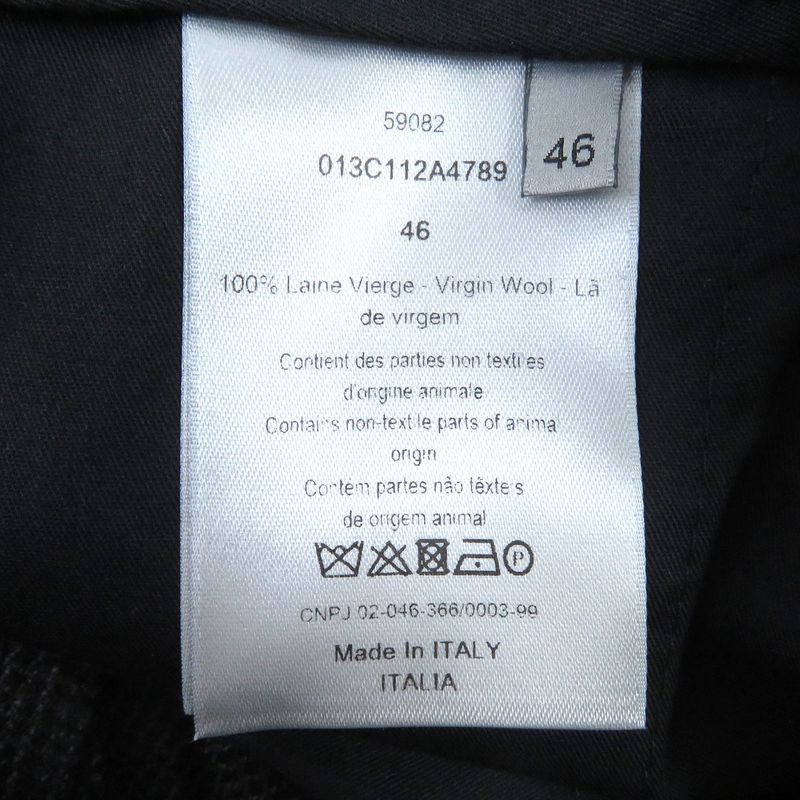 59082
013C112A4789
46
46
100% Laine Vierge - Virgin Wool - Lã
de virgem
Contient des parties non textiles
d'origine animale
Contains non-textile parts of animal
origin
Contém partes não têxteis
de origem animal
P
CNPJ 02-046-366/0003-99
Made In ITALY
ITALIA